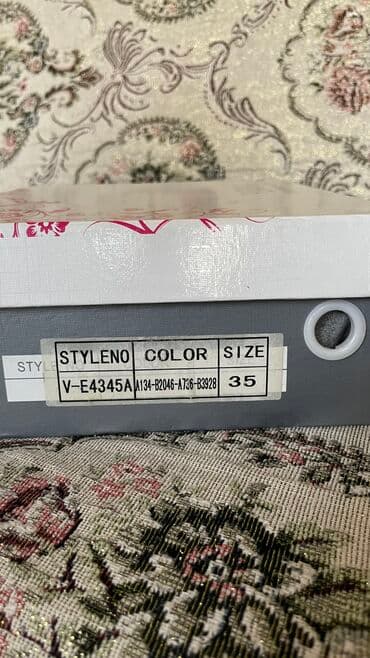 STYLENO COLOR SIZE
V-E4345A A134-B2046-A736-B3928 35